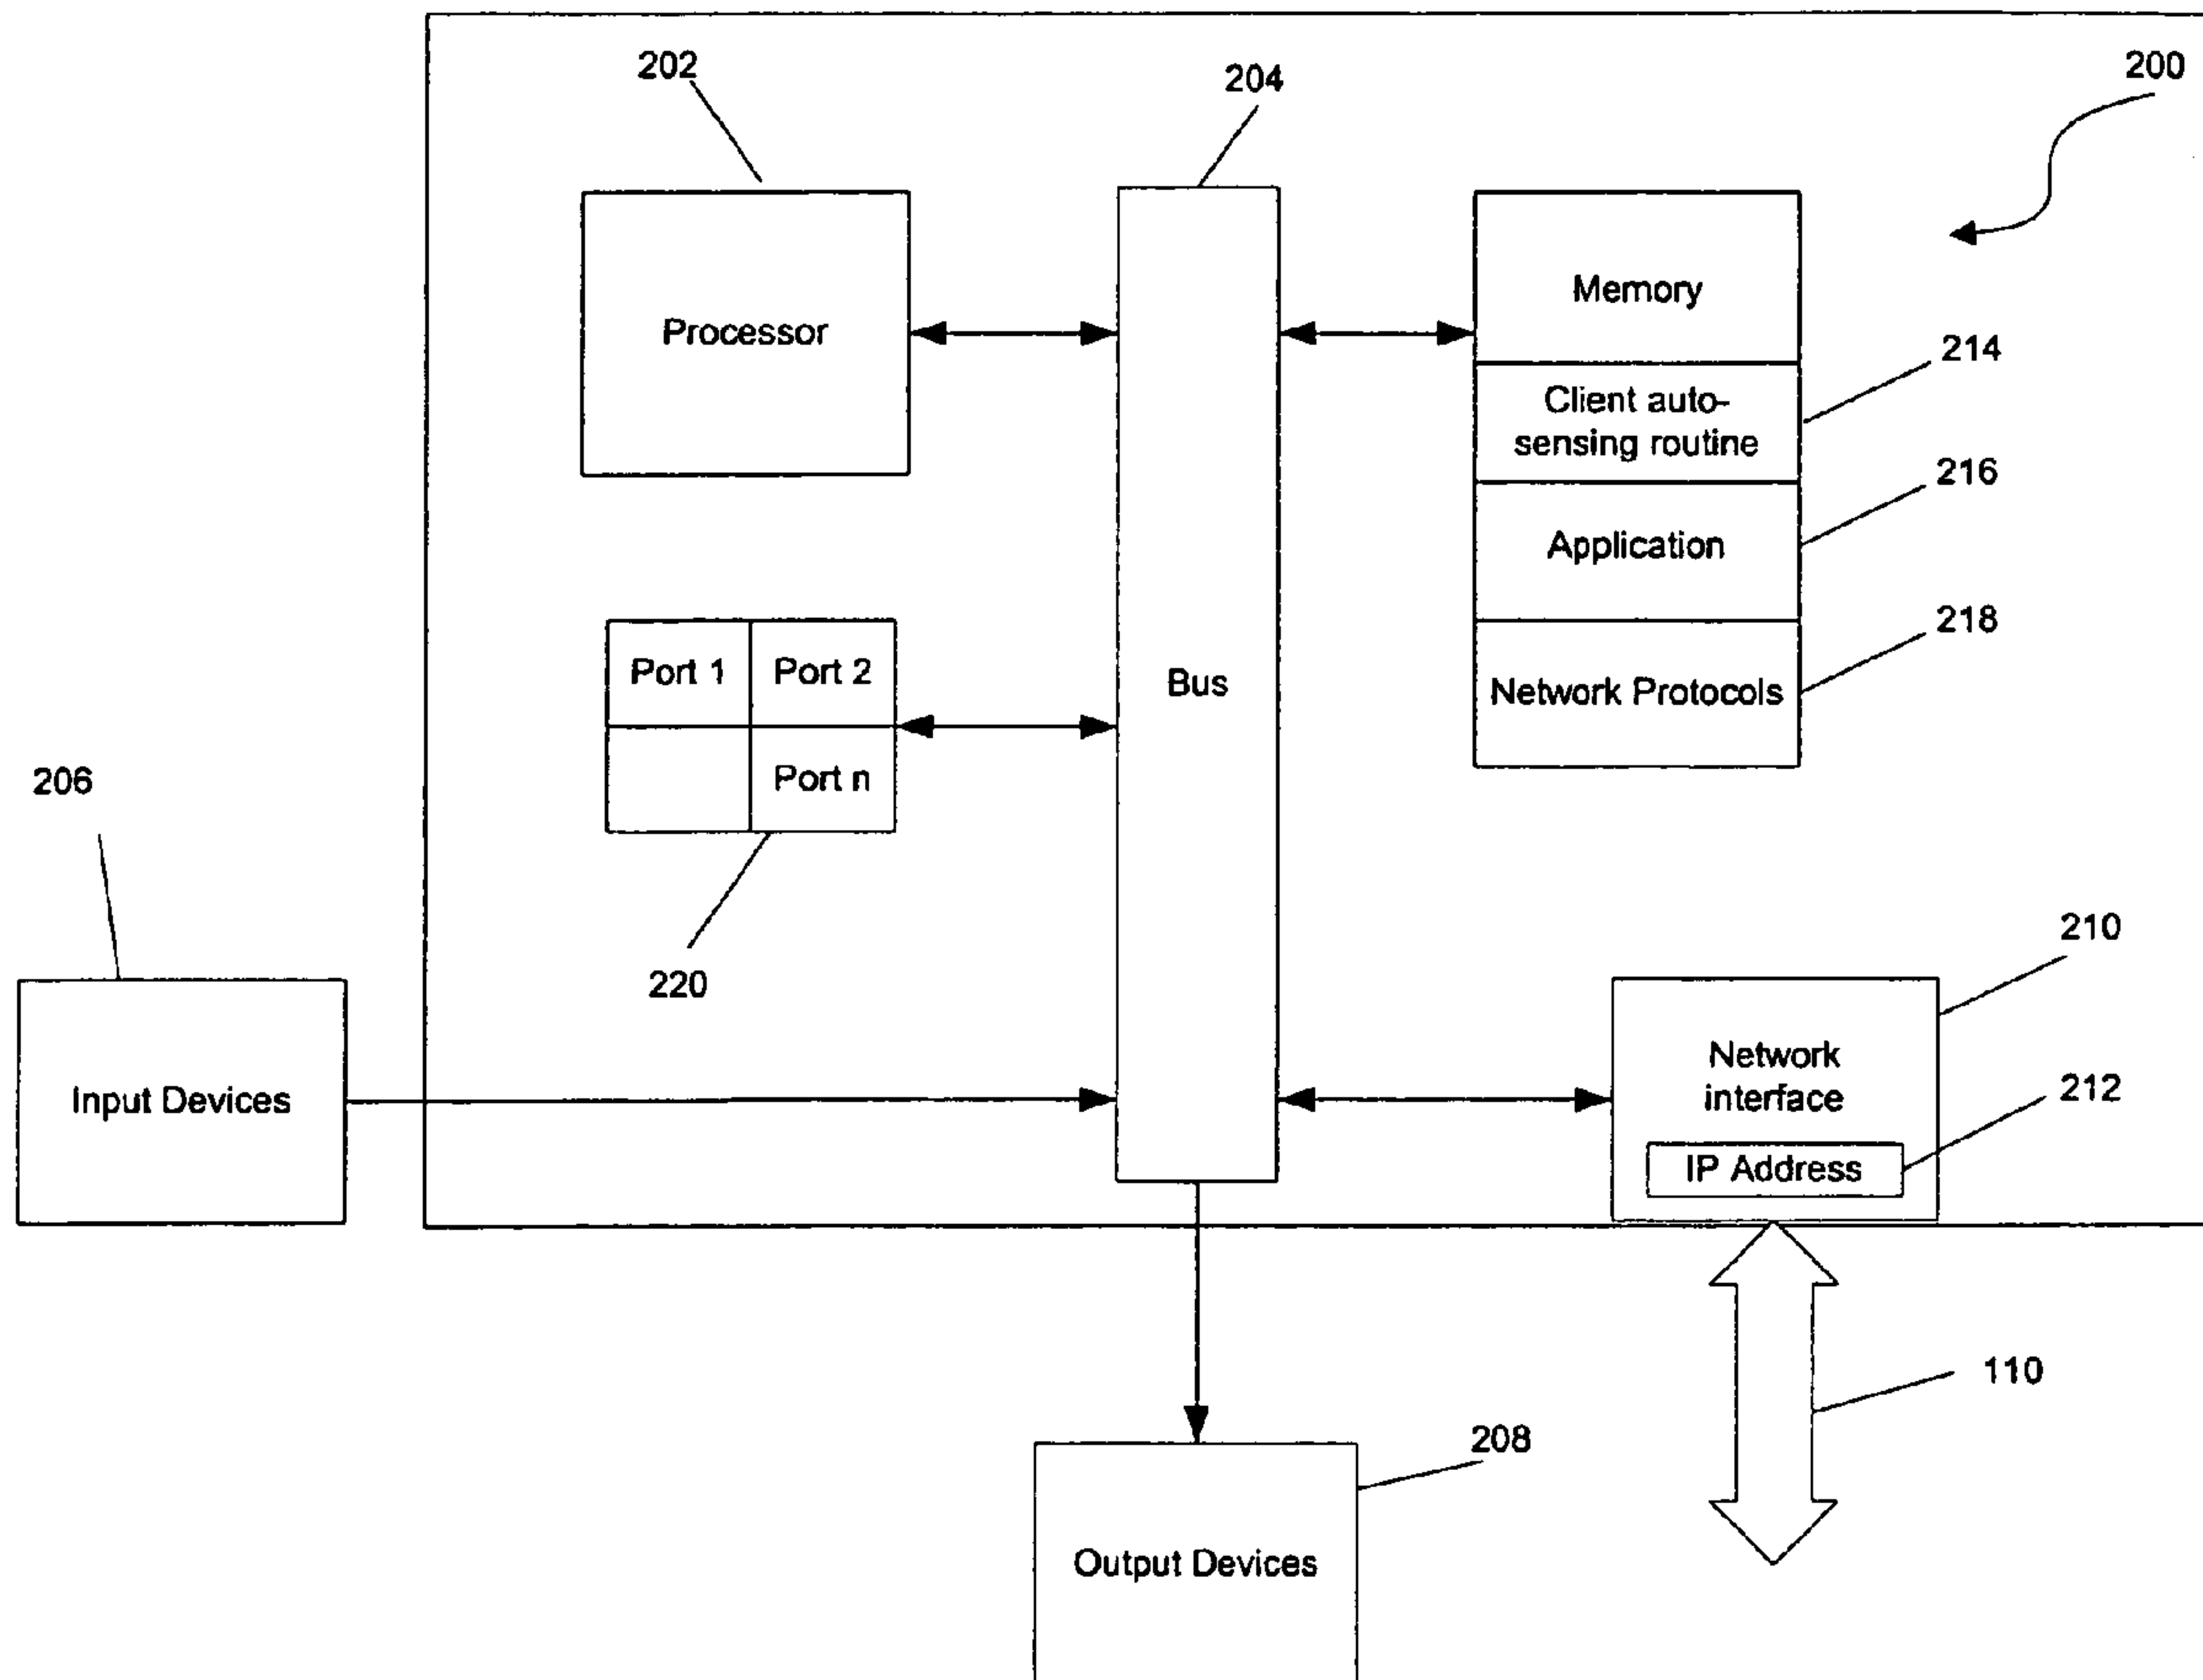 202
204
200
Processor
Memory
214
Client auto-
sensing routine
216
Application
218
Network Protocols
Port 1
Port 2
Port n
Bus
206
220
210
Input Devices
Network
interface
212
IP Address
110
208
Output Devices